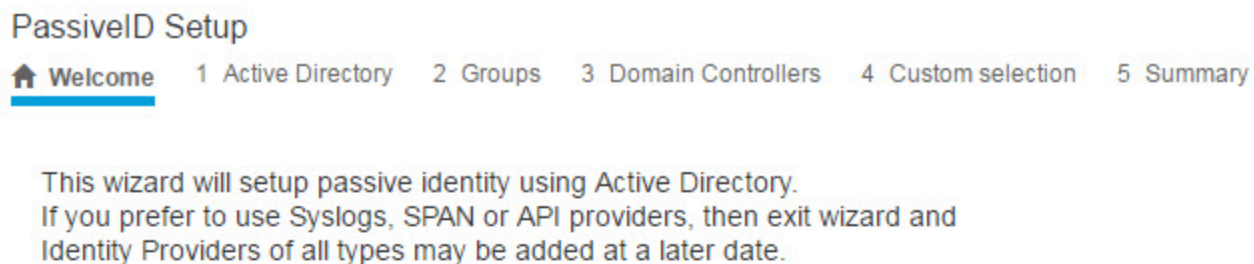 PassiveID Setup
Welcome 1 Active Directory 2 Groups 3 Domain Controllers 4 Custom selection 5 Summary
This wizard will setup passive identity using Active Directory.
If you prefer to use Syslogs, SPAN or API providers, then exit wizard and
Identity Providers of all types may be added at a later date.